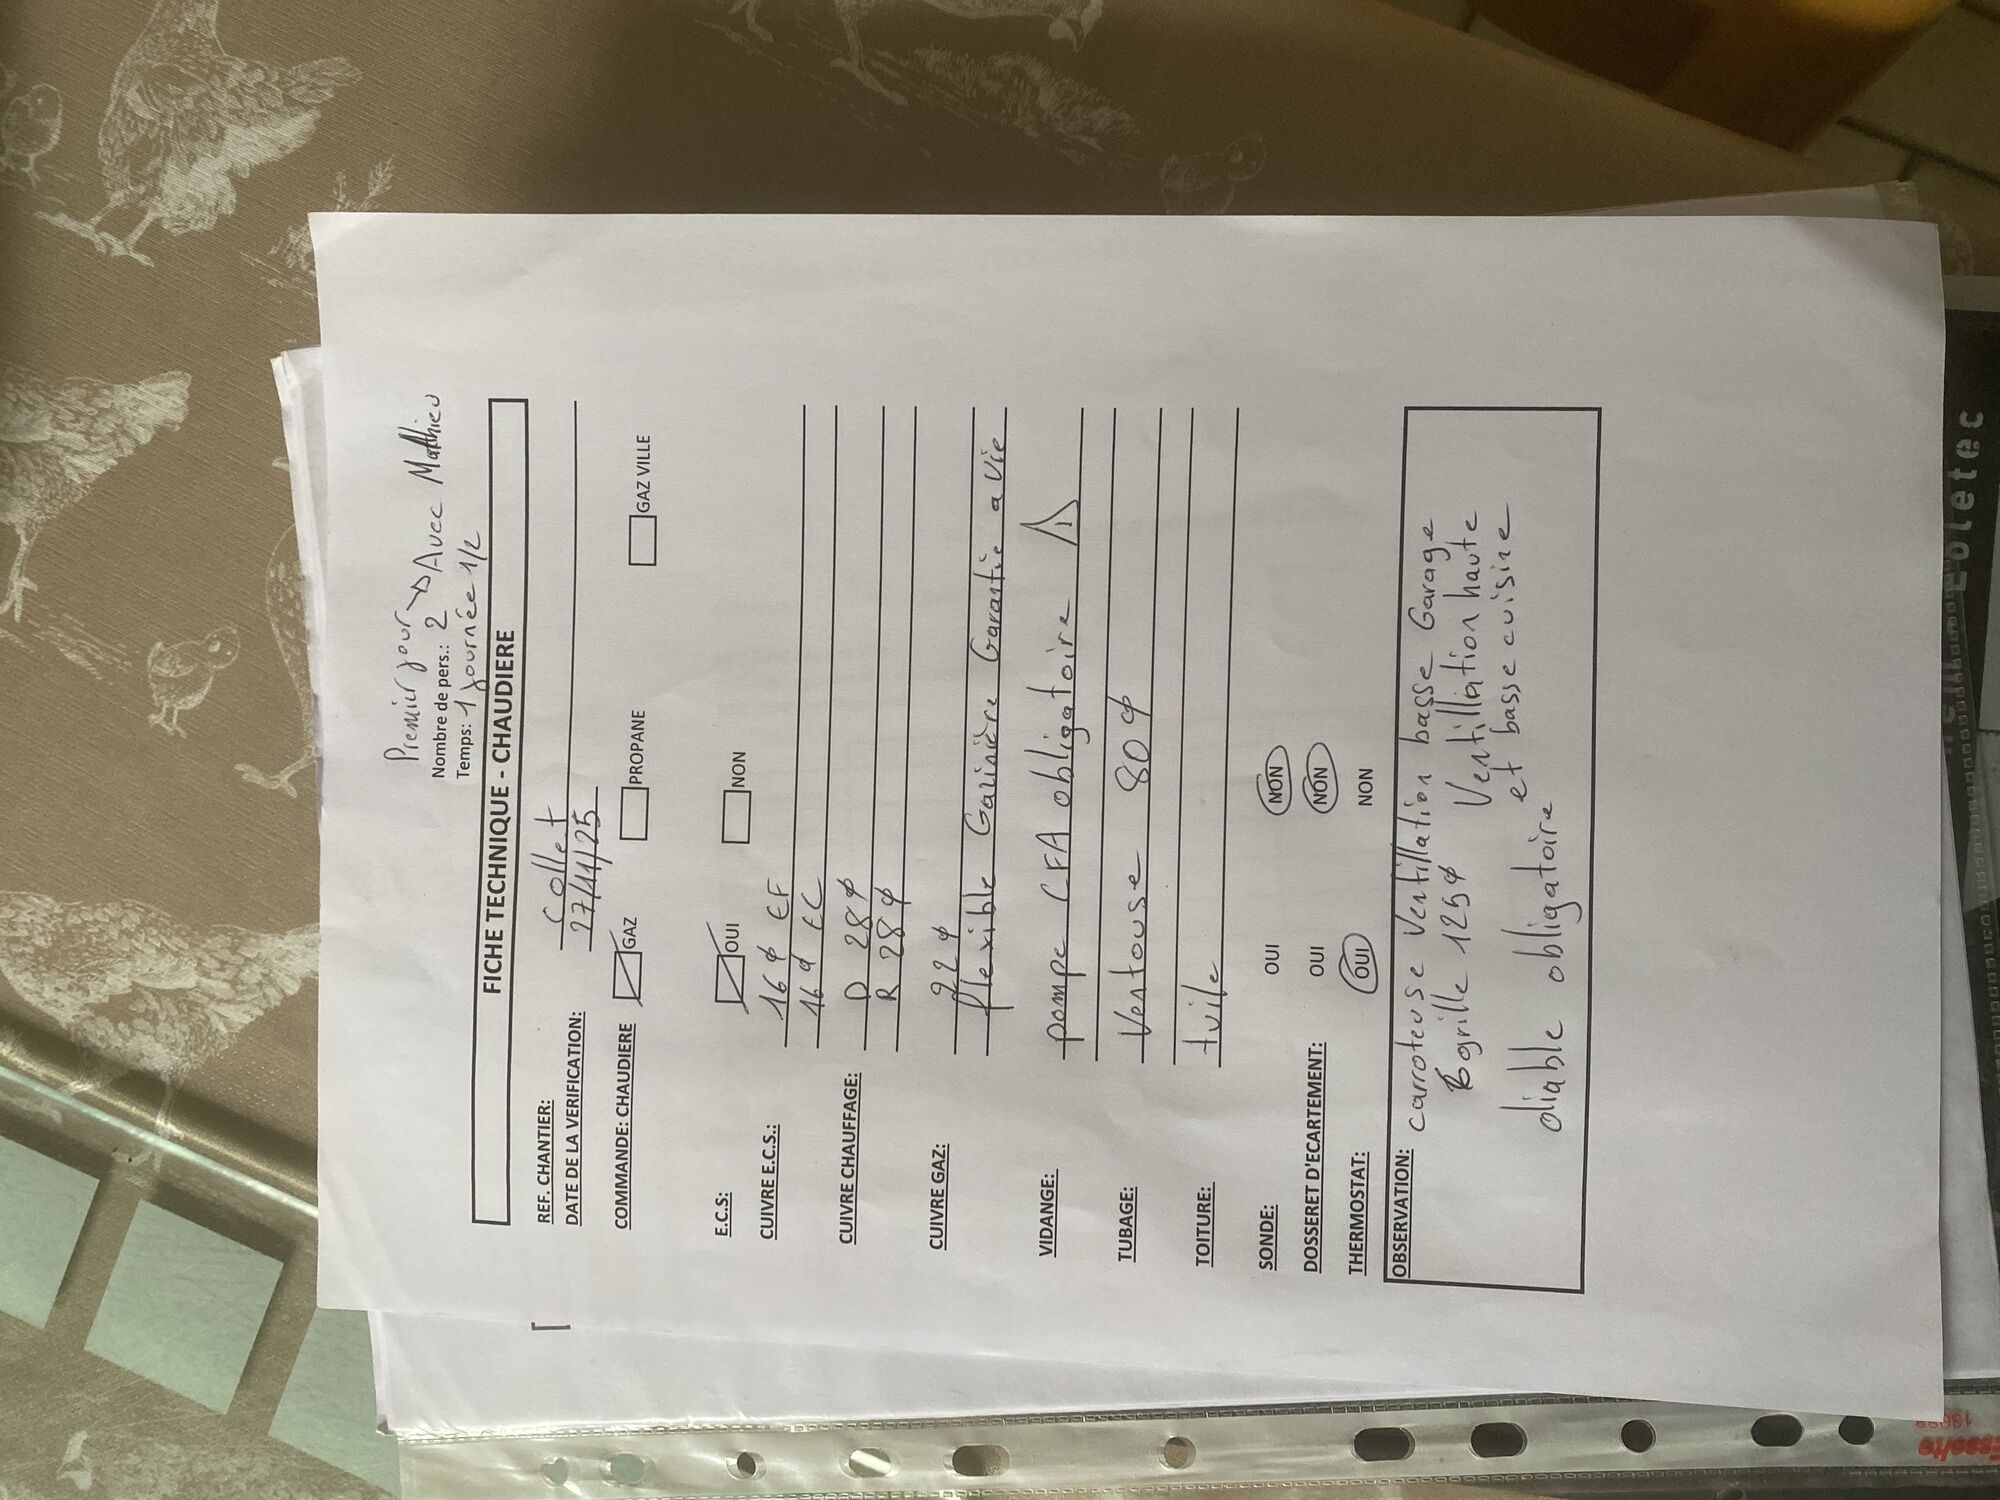 Premier jour → Avec Matthieu
Nombre de pers.: 2
Temps: 1 journée 1/2
FICHE TECHNIQUE - CHAUDIERE
REF. CHANTIER: Collet
DATE DE LA VERIFICATION: 27/11/25
COMMANDE: CHAUDIERE GAZ PROPANE GAZ VILLE
E.C.S: OUI NON
CUIVRE E.C.S.: 16 ϕ EF
16 ϕ EC
CUIVRE CHAUFFAGE: D 28 ϕ
R 28 ϕ
CUIVRE GAZ: 22 ϕ
flexible Gazinière Garantie a Vie
VIDANGE: pompe CFA obligatoire ⚠
TUBAGE: Ventouse 80 ϕ
TOITURE: tuile
SONDE: OUI NON
DOSSERET D'ECARTEMENT: OUI NON
THERMOSTAT: OUI NON
OBSERVATION: carroteuse Ventillation basse Garage
grille 125 ϕ Ventillation haute
et basse cuisine
diable obligatoire
Esselte
13683